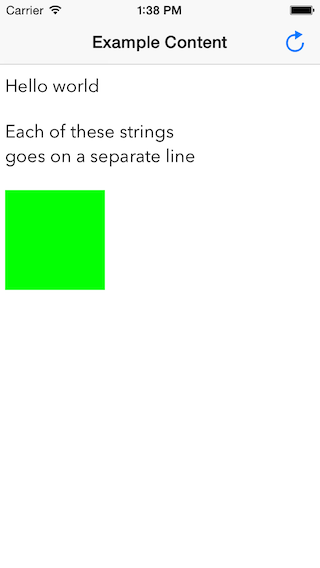 Carrier 1:38 PM
Example Content
Hello world
Each of these strings
goes on a separate line